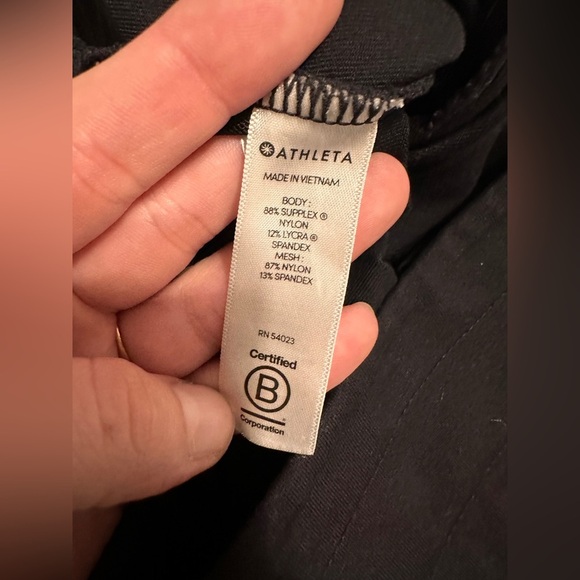 ATHLETA
MADE IN VIETNAM
BODY :
88% SUPPLEX ®
NYLON
12% LYCRA ®
SPANDEX
MESH :
87% NYLON
13% SPANDEX
RN 54023
Certified
B
Corporation